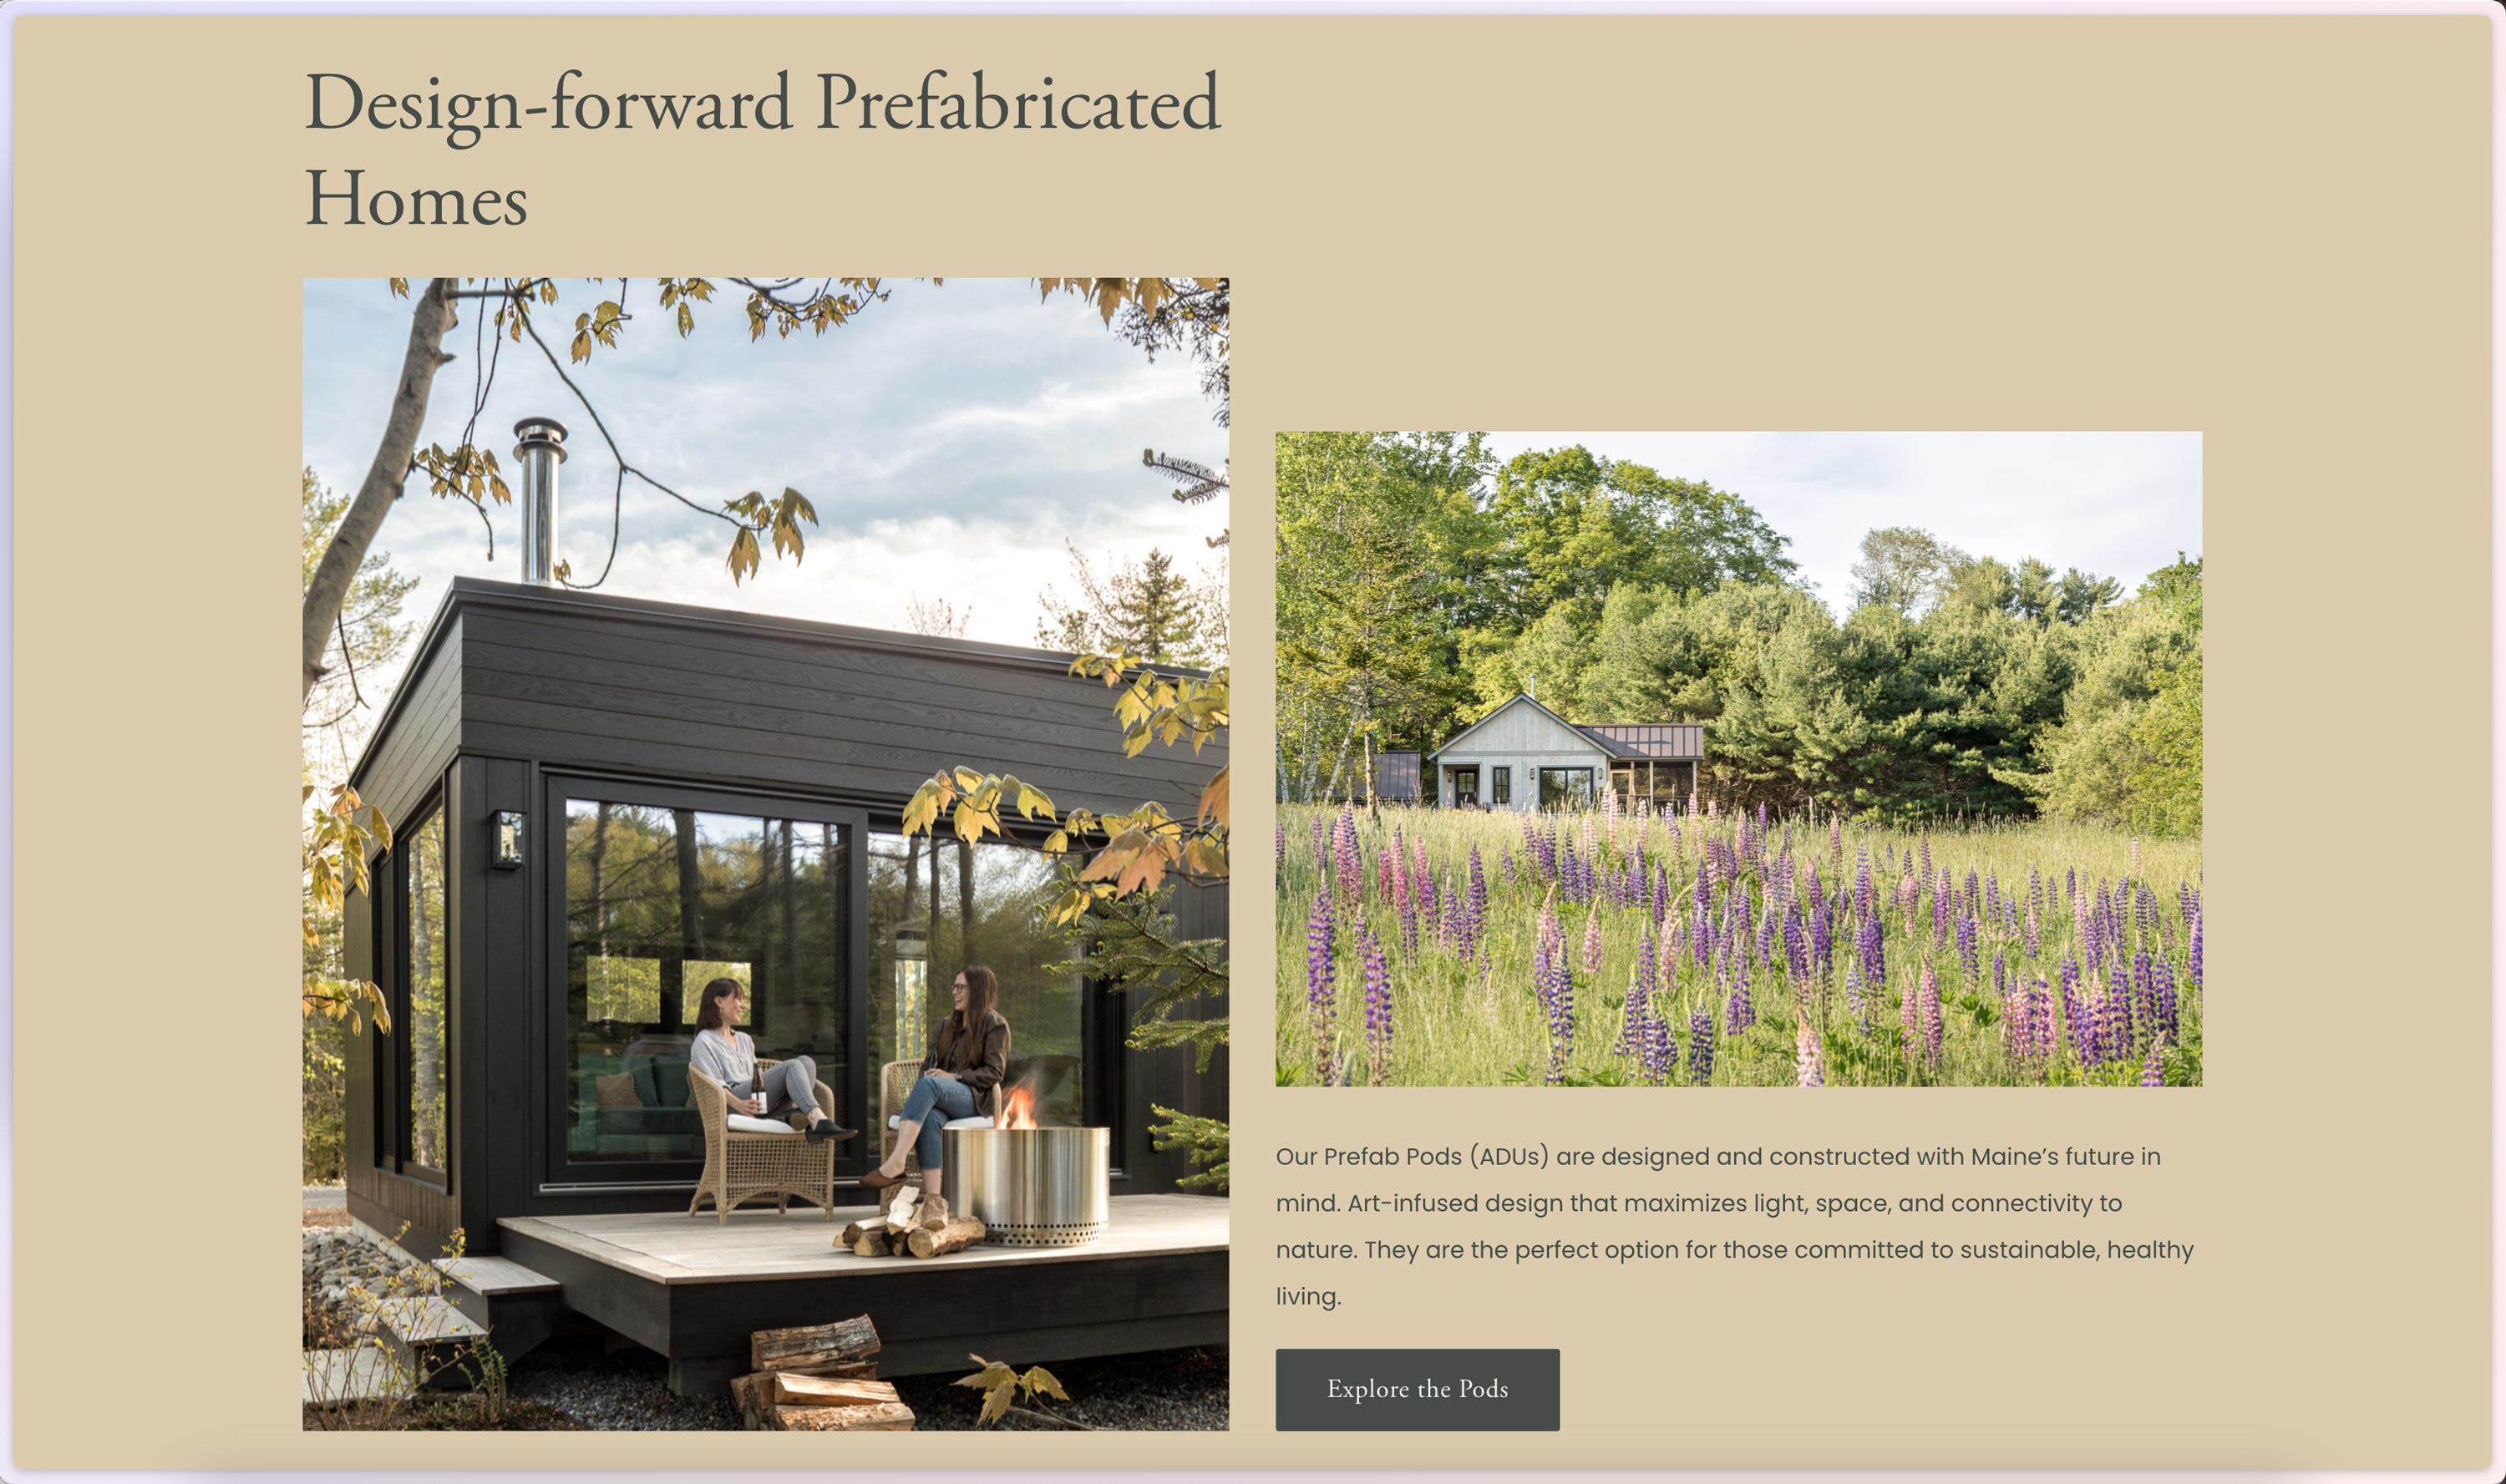 Design-forward Prefabricated
Homes
Our Prefab Pods (ADUs) are designed and constructed with Maine’s future in
mind. Art-infused design that maximizes light, space, and connectivity to
nature. They are the perfect option for those committed to sustainable, healthy
living.
Explore the Pods